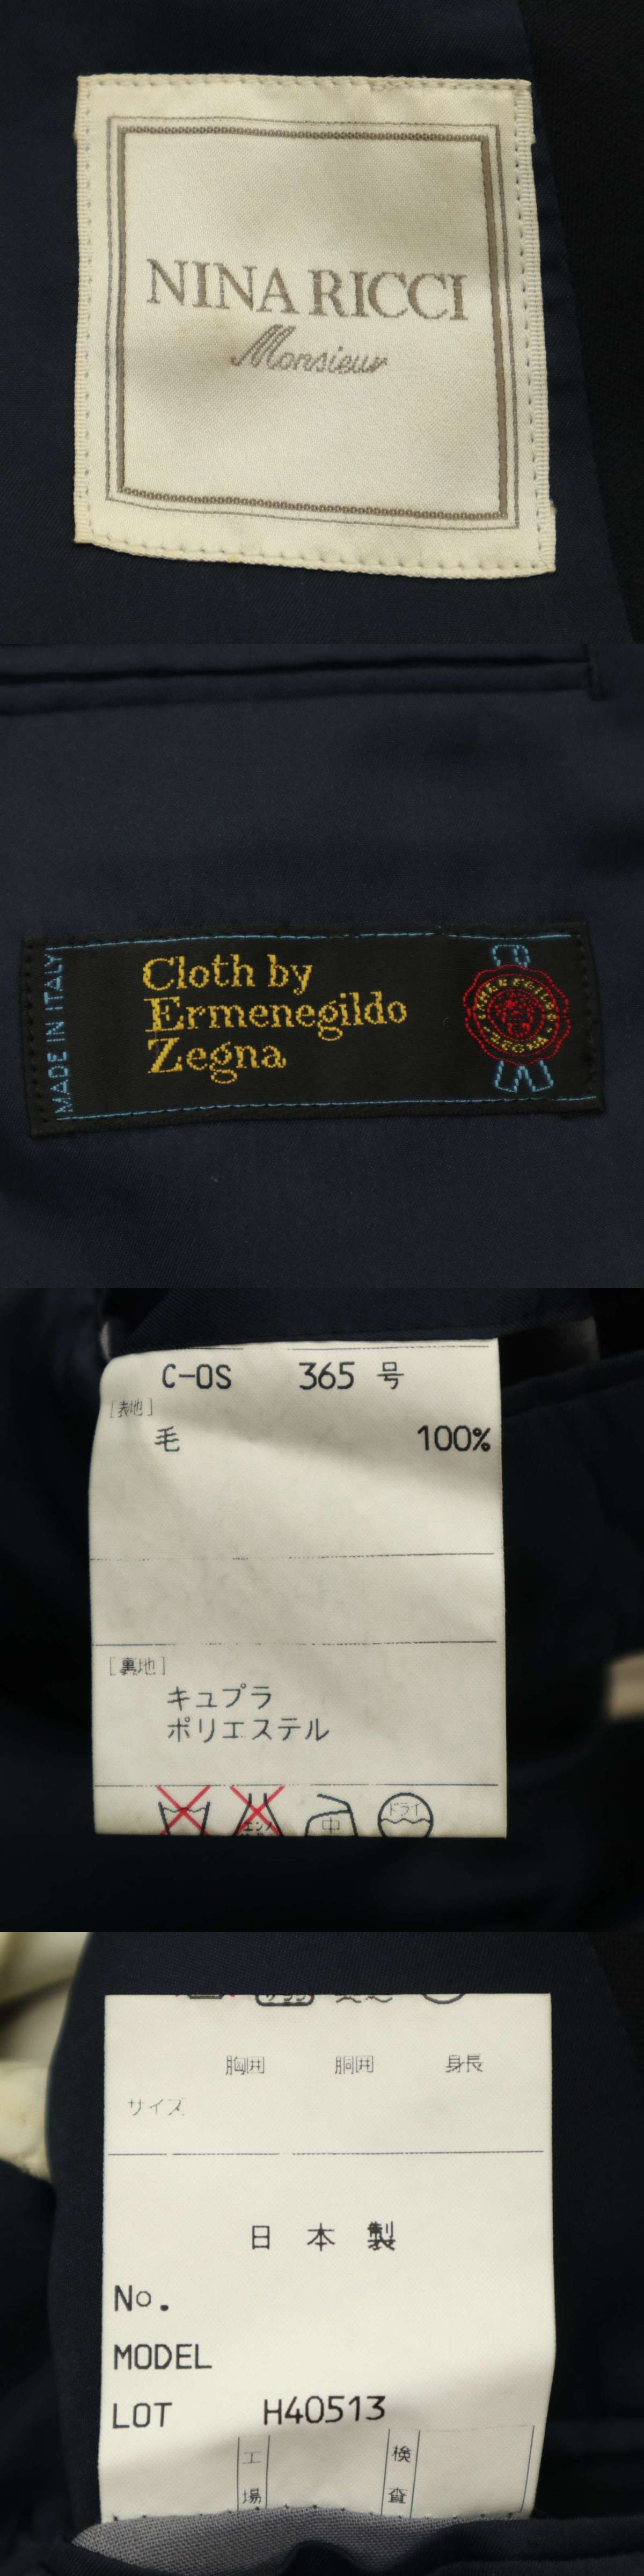 NINA RICCI
Monsieur
MADE IN ITALY
Cloth by
Ermenegildo
Zegna
ZEGNA
C-OS 365 号
[表地]
毛 100%
[裏地]
キュプラ
ポリエステル
中 ドライ
胸囲 胴囲 身長
サイズ
日本製
No.
MODEL
LOT H40513
工場 検査